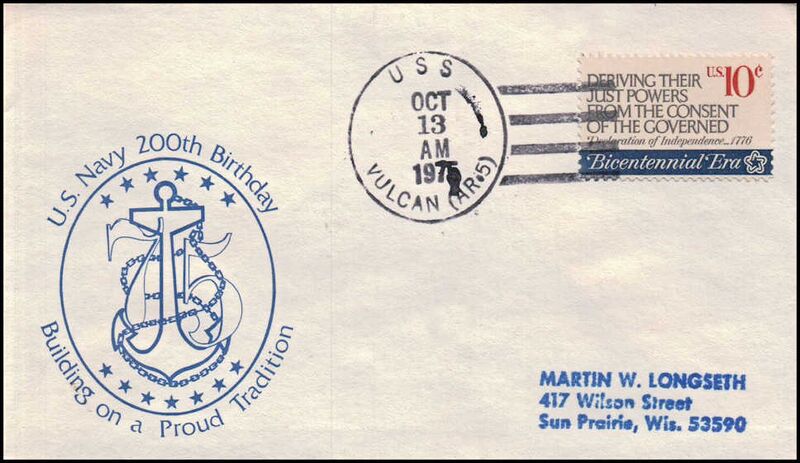 U.S. Navy 200th Birthday
75
Building on a Proud Tradition
USS
OCT
13
AM
1975
VULCAN (AR-5)
U.S. 10¢
DERIVING THEIR
JUST POWERS
FROM THE CONSENT
OF THE GOVERNED
Declaration of Independence...1776
Bicentennial Era
MARTIN W. LONGSETH
417 Wilson Street
Sun Prairie, Wis. 53590